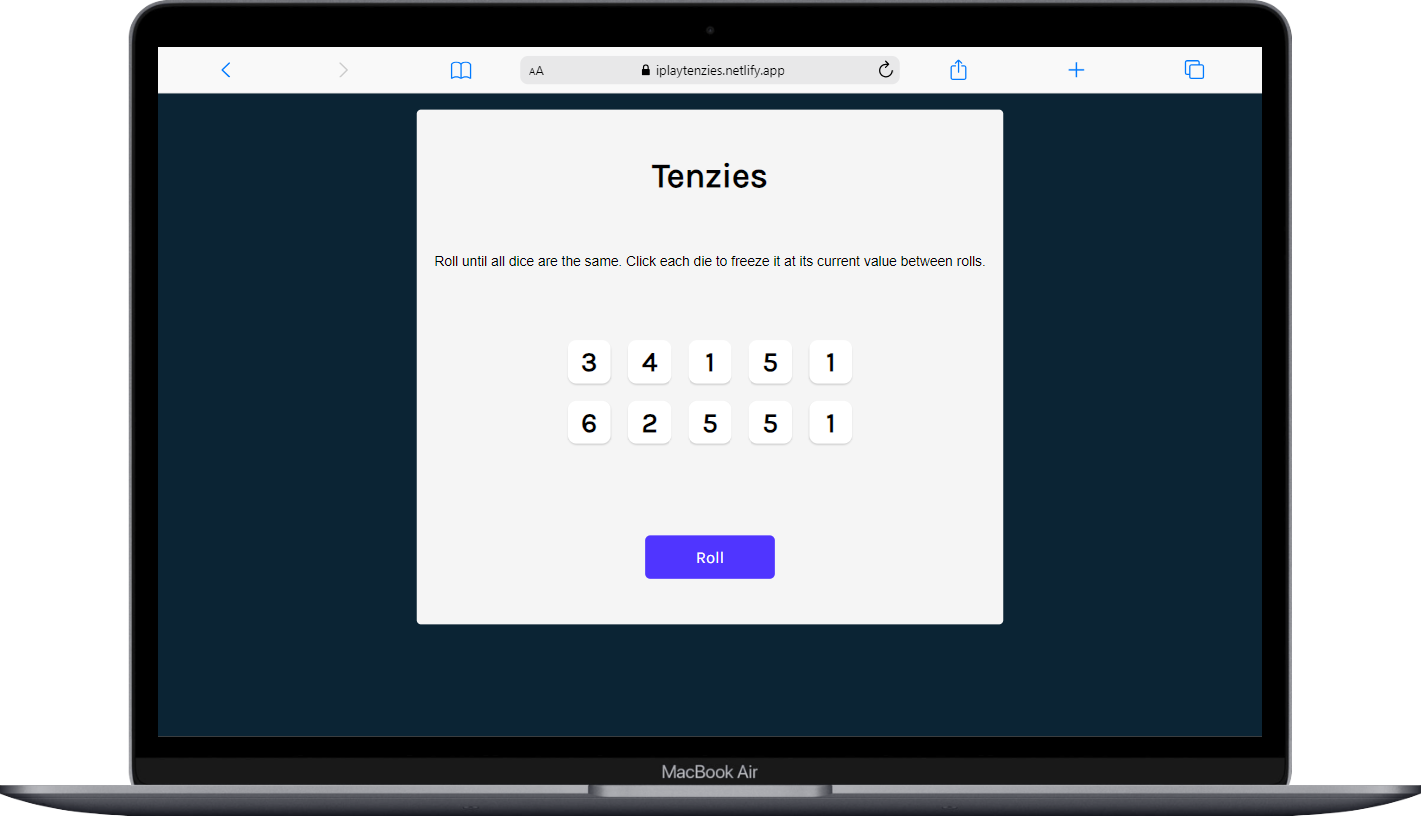 AA iplaytenzies.netlify.app
Tenzies
Roll until all dice are the same. Click each die to freeze it at its current value between rolls.
3 4 1 5 1
6 2 5 5 1
Roll
MacBook Air